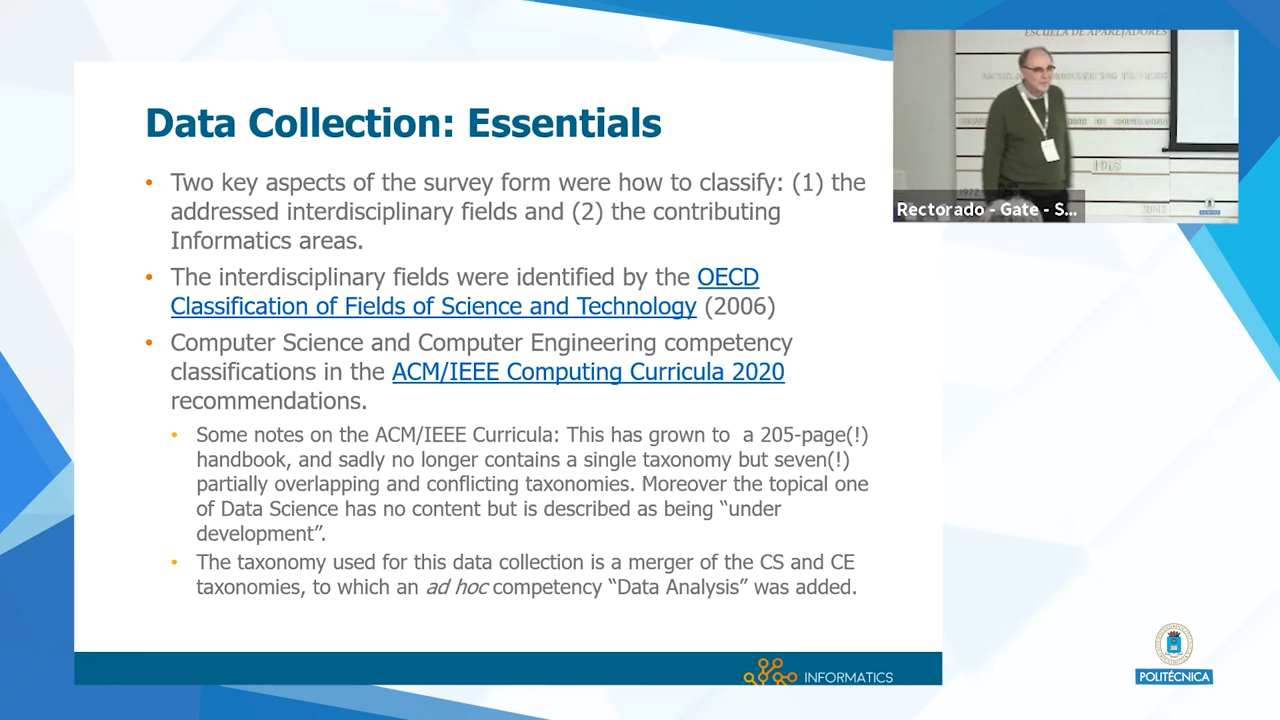 Data Collection: Essentials
• Two key aspects of the survey form were how to classify: (1) the
addressed interdisciplinary fields and (2) the contributing
Informatics areas.
• The interdisciplinary fields were identified by the OECD
Classification of Fields of Science and Technology (2006)
• Computer Science and Computer Engineering competency
classifications in the ACM/IEEE Computing Curricula 2020
recommendations.
• Some notes on the ACM/IEEE Curricula: This has grown to a 205-page(!)
handbook, and sadly no longer contains a single taxonomy but seven(!)
partially overlapping and conflicting taxonomies. Moreover the topical one
of Data Science has no content but is described as being “under
development”.
• The taxonomy used for this data collection is a merger of the CS and CE
taxonomies, to which an ad hoc competency “Data Analysis” was added.
INFORMATICS
ESCUELA DE APAREJADORES
1972
Rectorado - Gate - S...
POLITÉCNICA